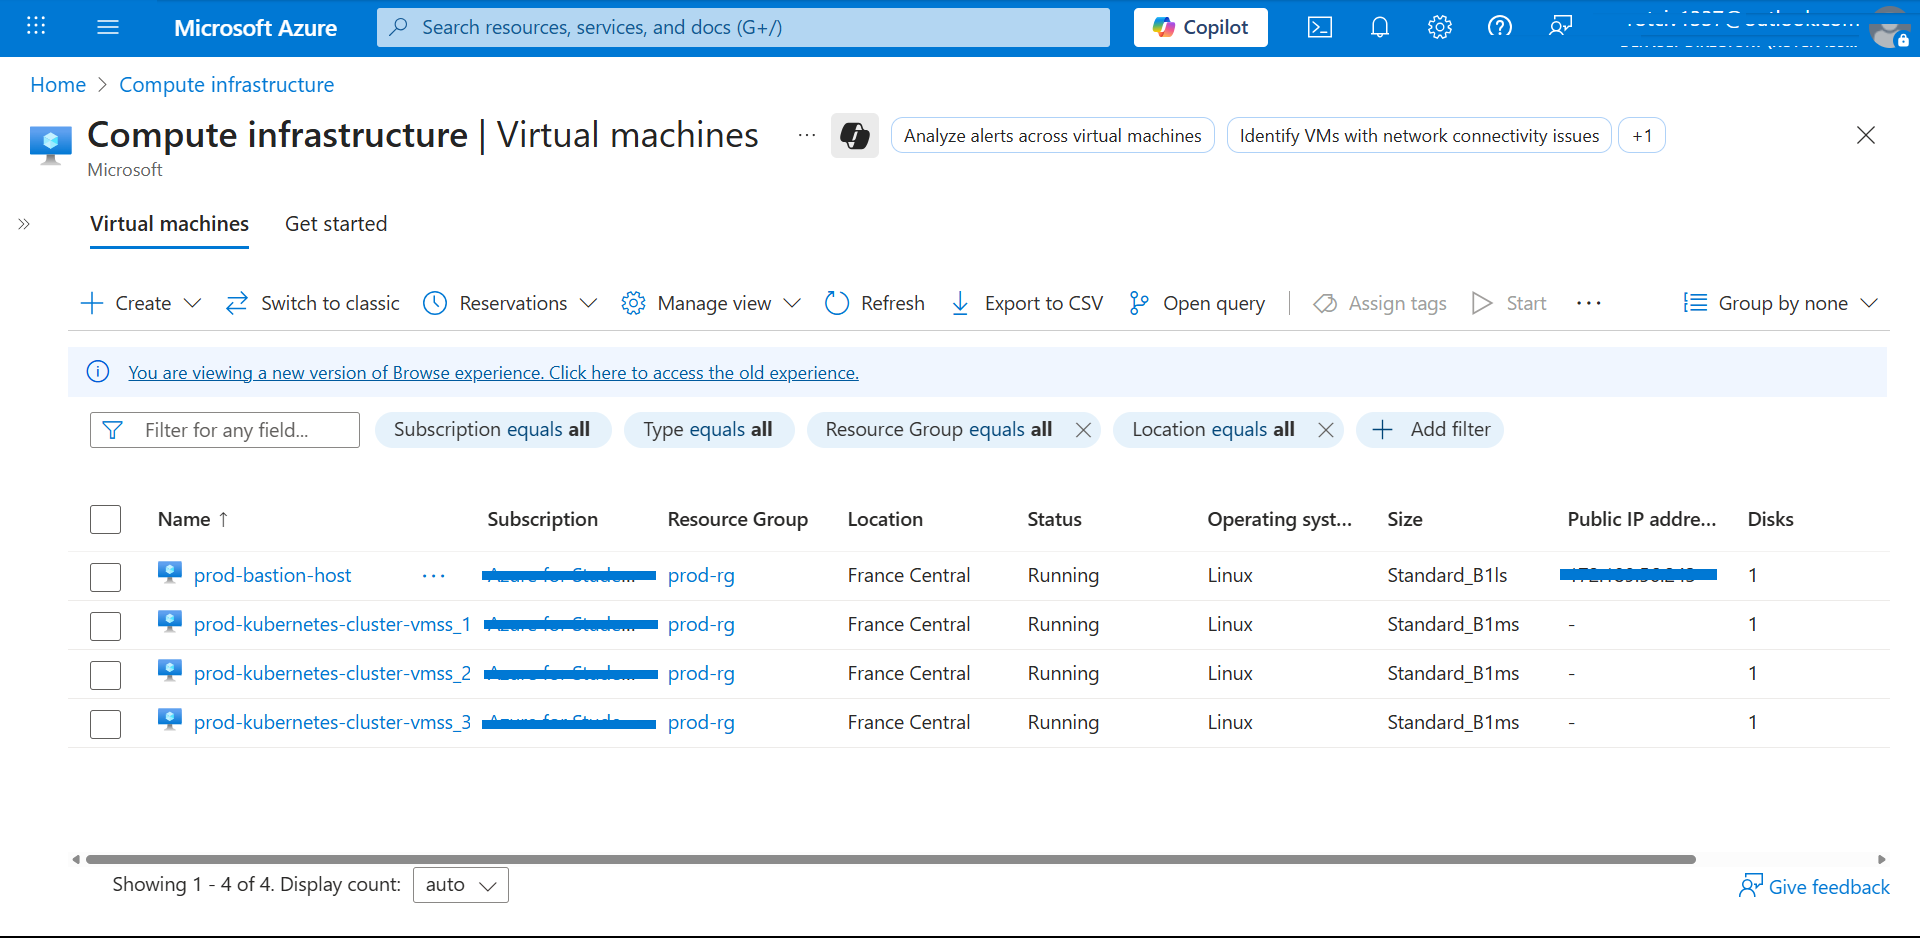 Microsoft Azure
Search resources, services, and docs (G+/)
Copilot
Home > Compute infrastructure
Compute infrastructure | Virtual machines
Microsoft
Analyze alerts across virtual machines
Identify VMs with network connectivity issues
+1
Virtual machines
Get started
Create
Switch to classic
Reservations
Manage view
Refresh
Export to CSV
Open query
Assign tags
Start
Group by none
You are viewing a new version of Browse experience. Click here to access the old experience.
Filter for any field...
Subscription equals all
Type equals all
Resource Group equals all
Location equals all
Add filter
Name ↑ Subscription Resource Group Location Status Operating syst... Size Public IP addre... Disks
prod-bastion-host prod-rg France Central Running Linux Standard_B1ls 1
prod-kubernetes-cluster-vmss_1 prod-rg France Central Running Linux Standard_B1ms - 1
prod-kubernetes-cluster-vmss_2 prod-rg France Central Running Linux Standard_B1ms - 1
prod-kubernetes-cluster-vmss_3 prod-rg France Central Running Linux Standard_B1ms - 1
Showing 1 - 4 of 4. Display count: auto
Give feedback